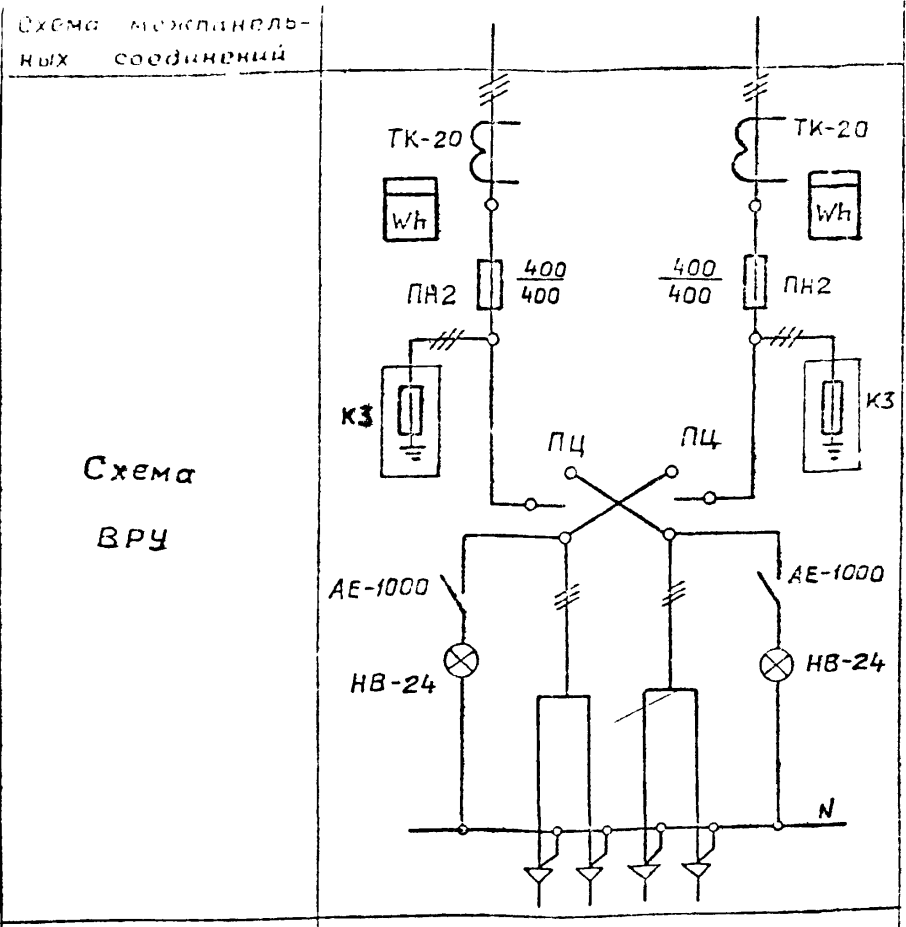 Схема межпанель-
ных соединений
ТК-20
ТК-20
Wh
Wh
ПН2
400
400
400
400
ПН2
КЗ
КЗ
ПЦ
ПЦ
Схема
ВРУ
АЕ-1000
АЕ-1000
НВ-24
НВ-24
N